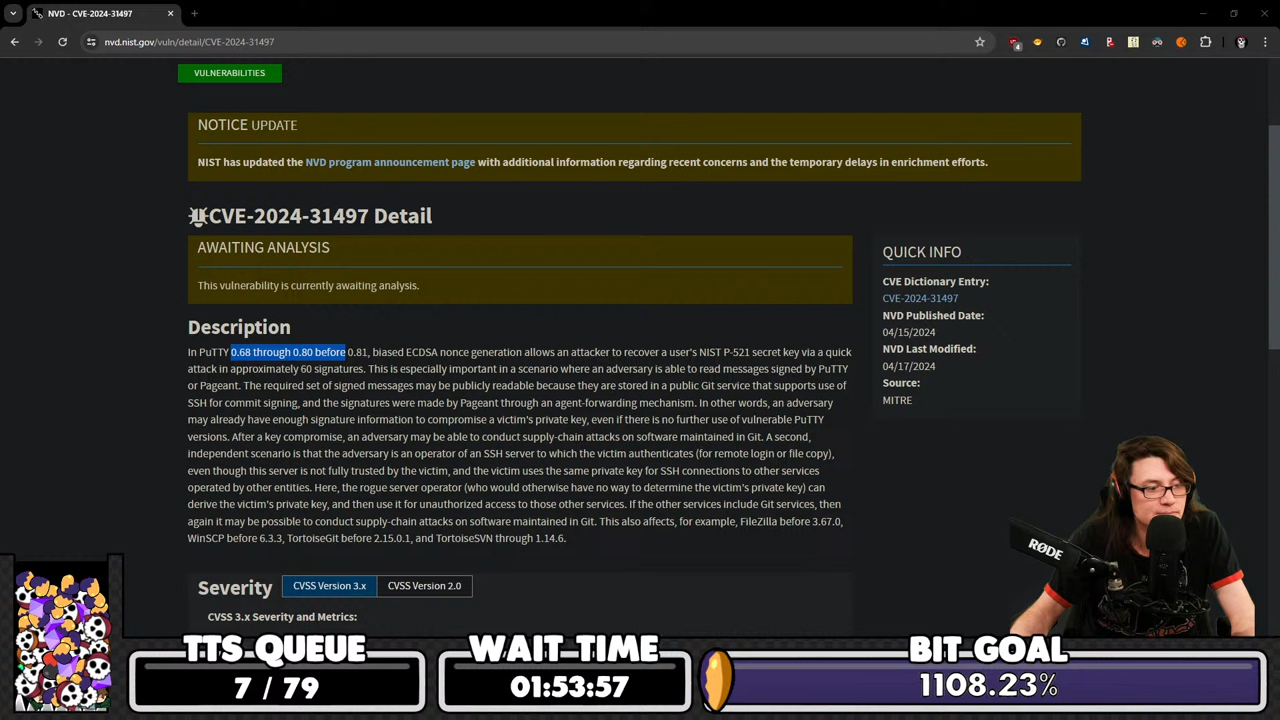 NVD - CVE-2024-31497
nvd.nist.gov/vuln/detail/CVE-2024-31497
4
VULNERABILITIES
NOTICE UPDATE
NIST has updated the NVD program announcement page with additional information regarding recent concerns and the temporary delays in enrichment efforts.
CVE-2024-31497 Detail
AWAITING ANALYSIS
This vulnerability is currently awaiting analysis.
Description
In PuTTY 0.68 through 0.80 before 0.81, biased ECDSA nonce generation allows an attacker to recover a user's NIST P-521 secret key via a quick
attack in approximately 60 signatures. This is especially important in a scenario where an adversary is able to read messages signed by PuTTY
or Pageant. The required set of signed messages may be publicly readable because they are stored in a public Git service that supports use of
SSH for commit signing, and the signatures were made by Pageant through an agent-forwarding mechanism. In other words, an adversary
may already have enough signature information to compromise a victim's private key, even if there is no further use of vulnerable PuTTY
versions. After a key compromise, an adversary may be able to conduct supply-chain attacks on software maintained in Git. A second,
independent scenario is that the adversary is an operator of an SSH server to which the victim authenticates (for remote login or file copy),
even though this server is not fully trusted by the victim, and the victim uses the same private key for SSH connections to other services
operated by other entities. Here, the rogue server operator (who would otherwise have no way to determine the victim's private key) can
derive the victim's private key, and then use it for unauthorized access to those other services. If the other services include Git services, then
again it may be possible to conduct supply-chain attacks on software maintained in Git. This also affects, for example, FileZilla before 3.67.0,
WinSCP before 6.3.3, TortoiseGit before 2.15.0.1, and TortoiseSVN through 1.14.6.
QUICK INFO
CVE Dictionary Entry:
CVE-2024-31497
NVD Published Date:
04/15/2024
NVD Last Modified:
04/17/2024
Source:
MITRE
Severity
CVSS Version 3.x
CVSS Version 2.0
CVSS 3.x Severity and Metrics:
RØDE
TTS QUEUE
7 / 79
WAIT TIME
01:53:57
BIT GOAL
1108.23%